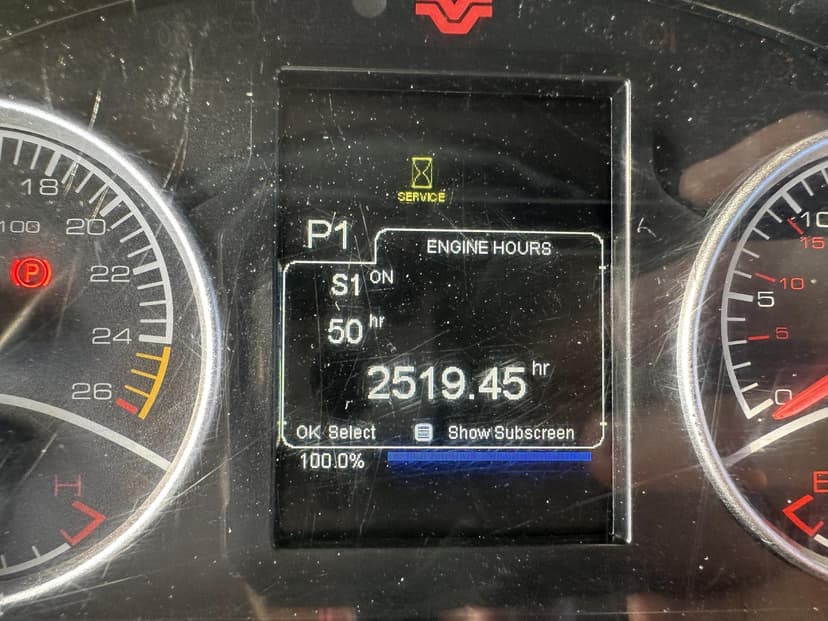 SERVICE
P1
ENGINE HOURS
S1 ON
50 hr
2519.45 hr
OK Select Show Subscreen
100.0%
18
100 20
P
22
24
26
H
10
15
10
5
5
0
E